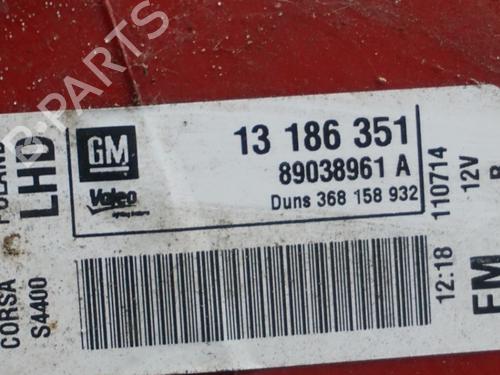 B-PARTS
POLAND
LHD
CORSA
S4400
GM
Valeo
13 186 351
89038961 A
Duns 368 158 932
110714
12:18
12V